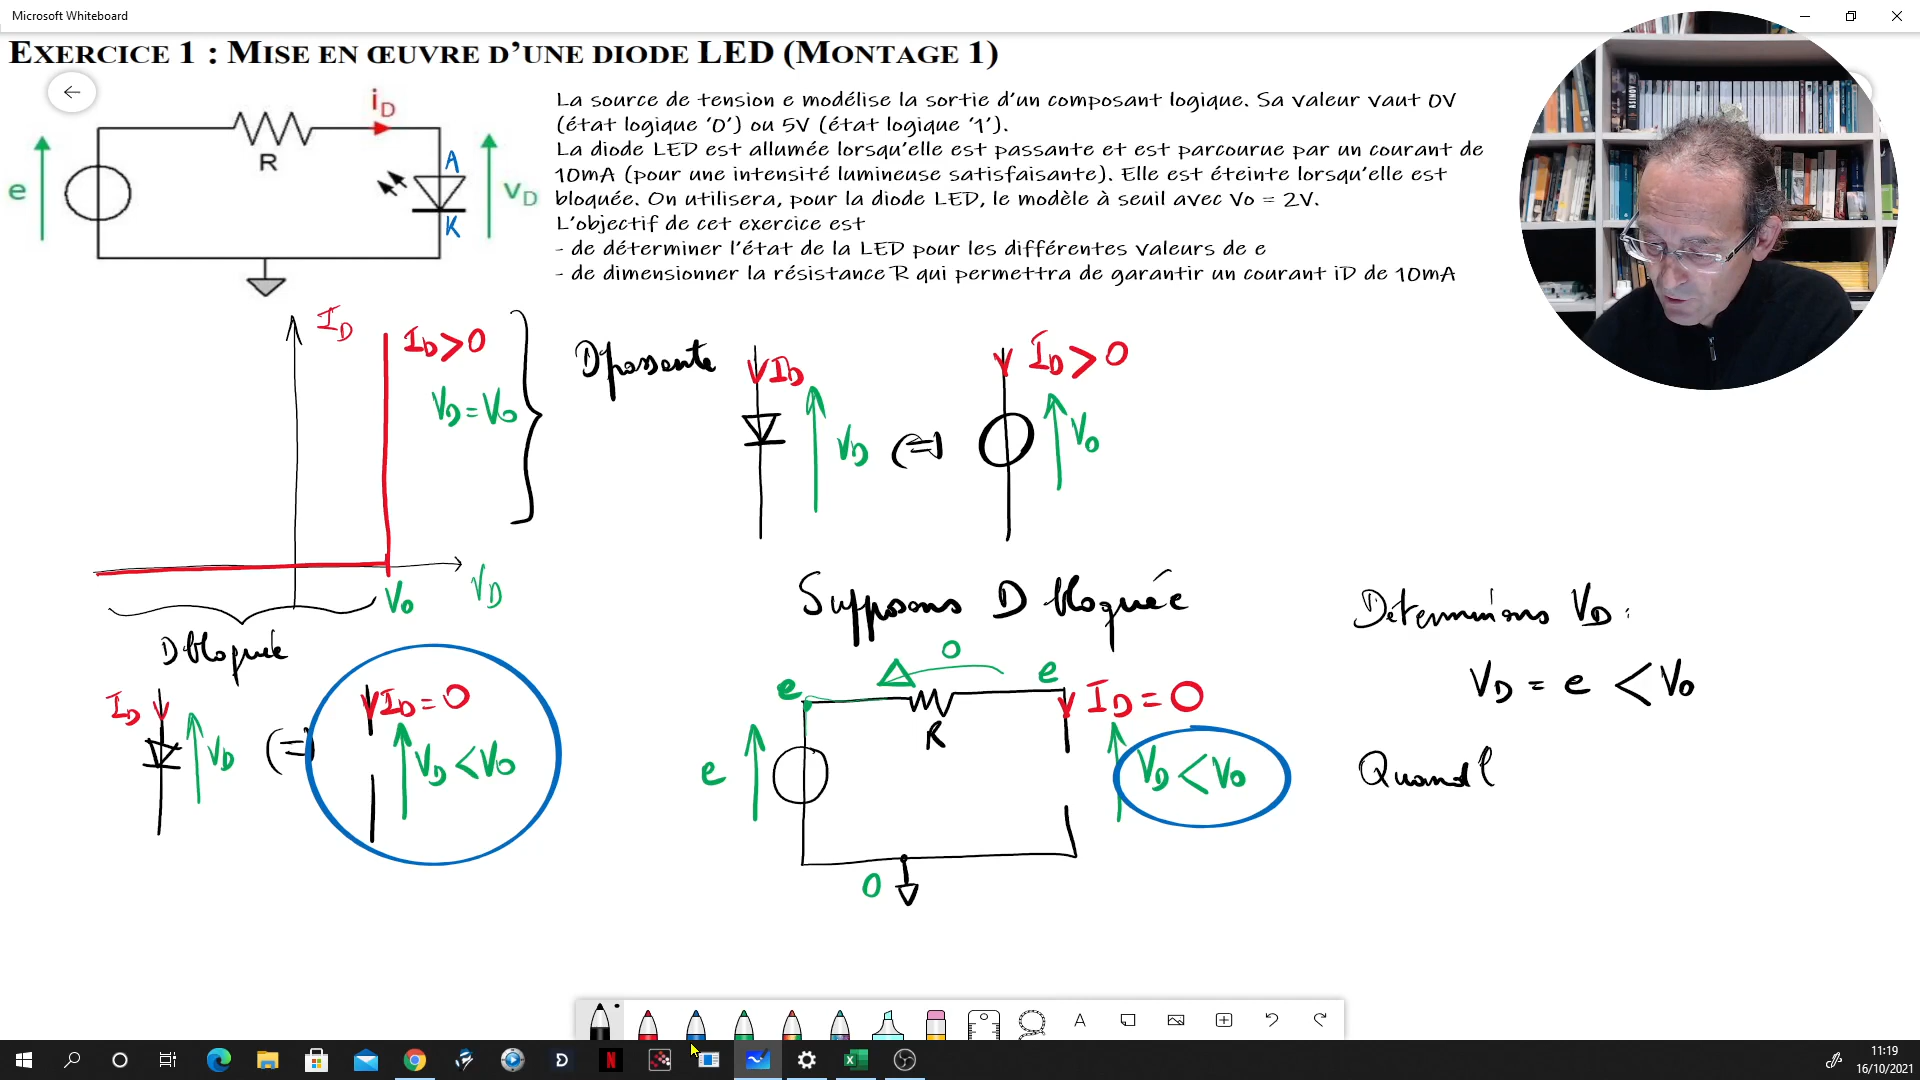 Microsoft Whiteboard
EXERCICE 1 : MISE EN ŒUVRE D'UNE DIODE LED (MONTAGE 1)
La source de tension e modélise la sortie d'un composant logique. Sa valeur vaut 0V
(état logique '0') ou 5V (état logique '1').
La diode LED est allumée lorsqu'elle est passante et est parcourue par un courant de
10mA (pour une intensité lumineuse satisfaisante). Elle est éteinte lorsqu'elle est
bloquée. On utilisera, pour la diode LED, le modèle à seuil avec Vo = 2V.
L'objectif de cet exercice est
- de déterminer l'état de la LED pour les différentes valeurs de e
- de dimensionner la résistance R qui permettra de garantir un courant iD de 10mA
iD
R
e
A
K
vD
ID
ID > 0
VD = V0
VD
V0
D passante
ID
VD
(=)
ID > 0
V0
D bloquée
ID
VD
(=)
ID = 0
VD < V0
Supposons D bloquée
0
e
e
ID = 0
R
e
VD < V0
0
Déterminons VD :
VD = e < V0
Quand
ASIMOV
A
11:19
16/10/2021